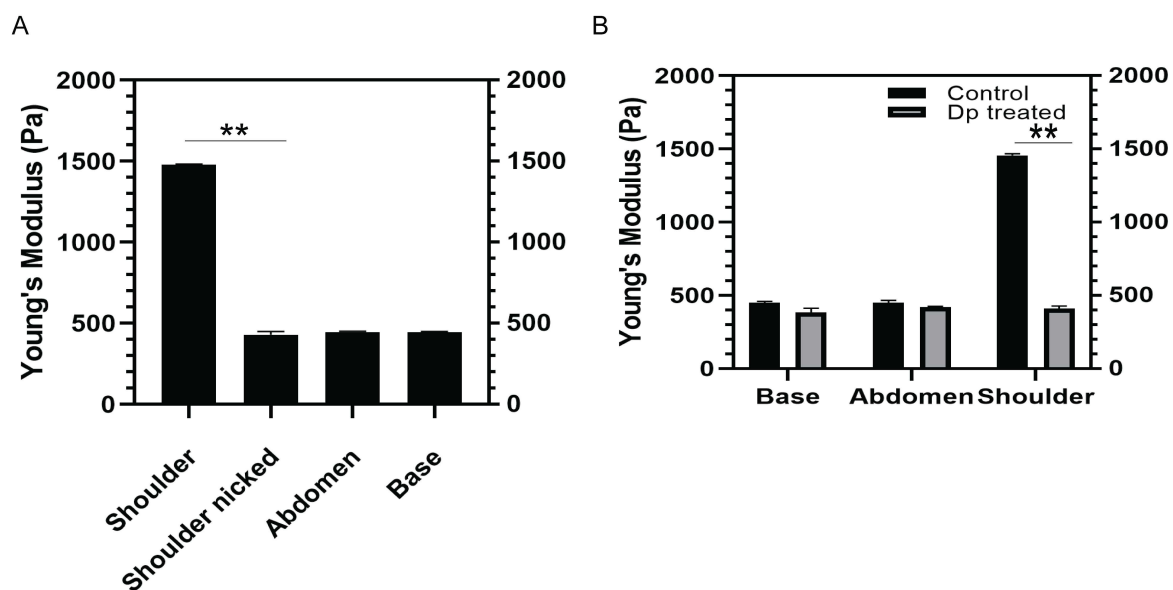 A
Young's Modulus (Pa)
2000
1500
1000
500
0
2000
1500
1000
500
0
**
Shoulder
Shoulder nicked
Abdomen
Base
B
Young's Modulus (Pa)
2000
1500
1000
500
0
2000
1500
1000
500
0
Control
Dp treated
**
Base
Abdomen
Shoulder